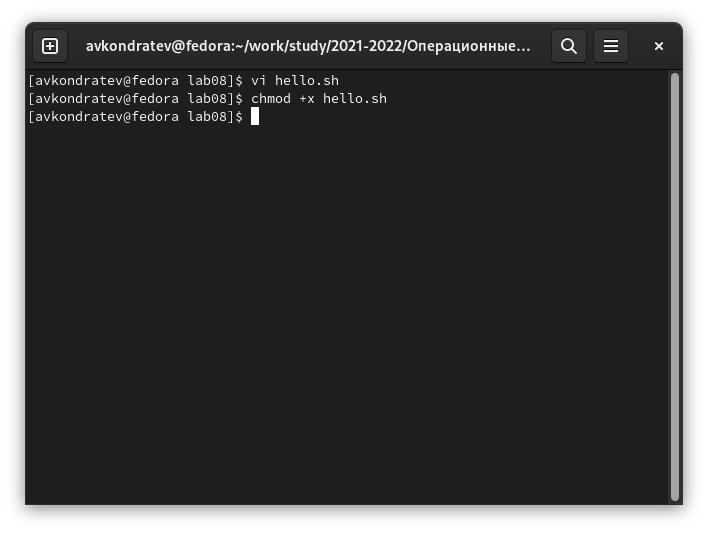 avkondratev@fedora:~/work/study/2021-2022/Операционные...
[avkondratev@fedora lab08]$ vi hello.sh
[avkondratev@fedora lab08]$ chmod +x hello.sh
[avkondratev@fedora lab08]$